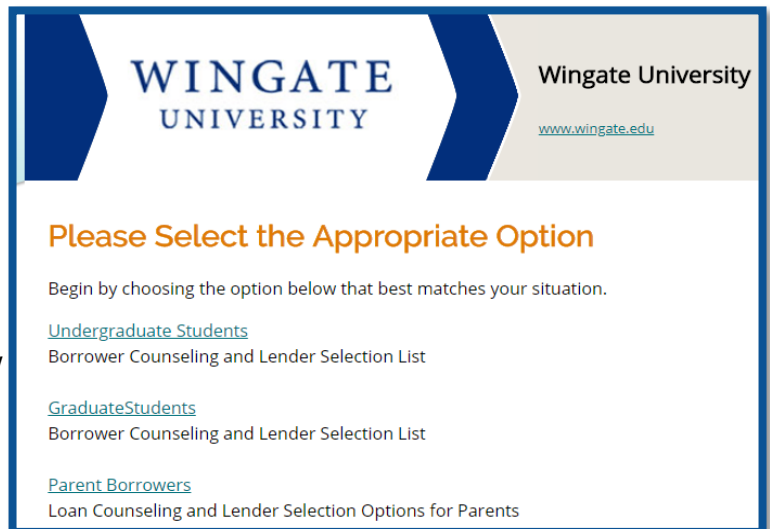 WINGATE
UNIVERSITY
Wingate University
www.wingate.edu
Please Select the Appropriate Option
Begin by choosing the option below that best matches your situation.
Undergraduate Students
Borrower Counseling and Lender Selection List
GraduateStudents
Borrower Counseling and Lender Selection List
Parent Borrowers
Loan Counseling and Lender Selection Options for Parents